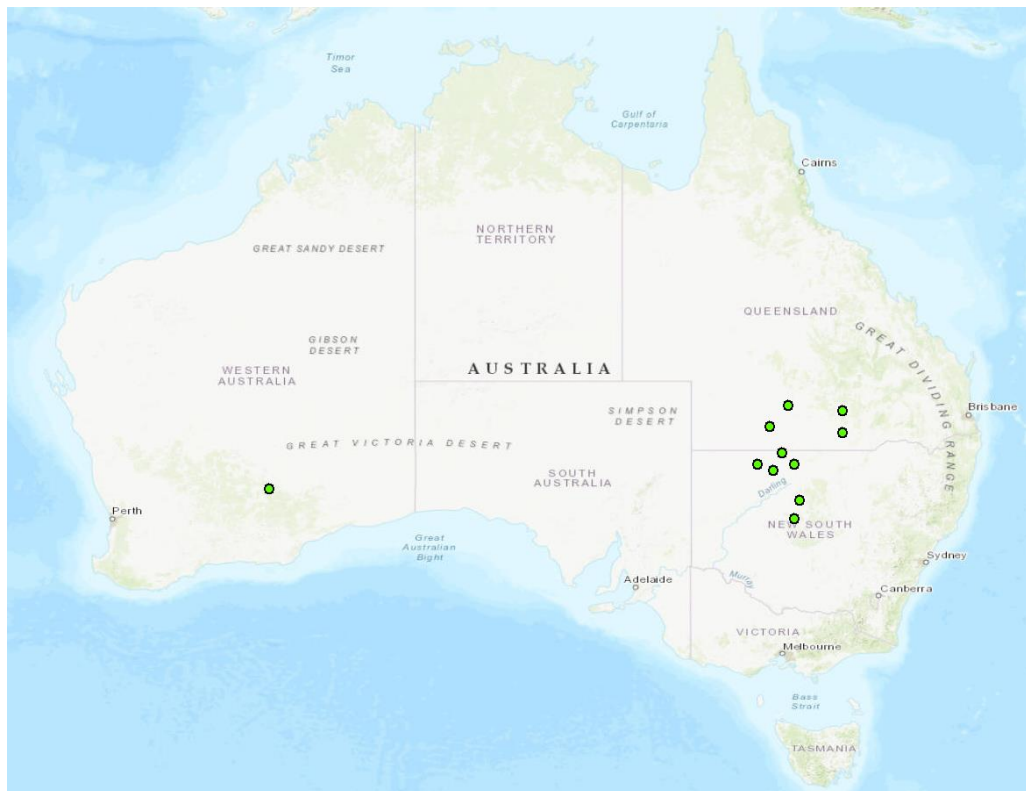 Timor
Sea
Gulf of
Carpentaria
Cairns
NORTHERN
TERRITORY
GREAT SANDY DESERT
QUEENSLAND
GREAT DIVIDING RANGE
GIBSON
DESERT
AUSTRALIA
WESTERN
AUSTRALIA
SIMPSON
DESERT
Brisbane
GREAT VICTORIA DESERT
SOUTH
AUSTRALIA
Darling
Perth
NEW SOUTH
WALES
Great
Australian
Bight
Sydney
Adelaide
Murray
Canberra
VICTORIA
Melbourne
Bass
Strait
TASMANIA